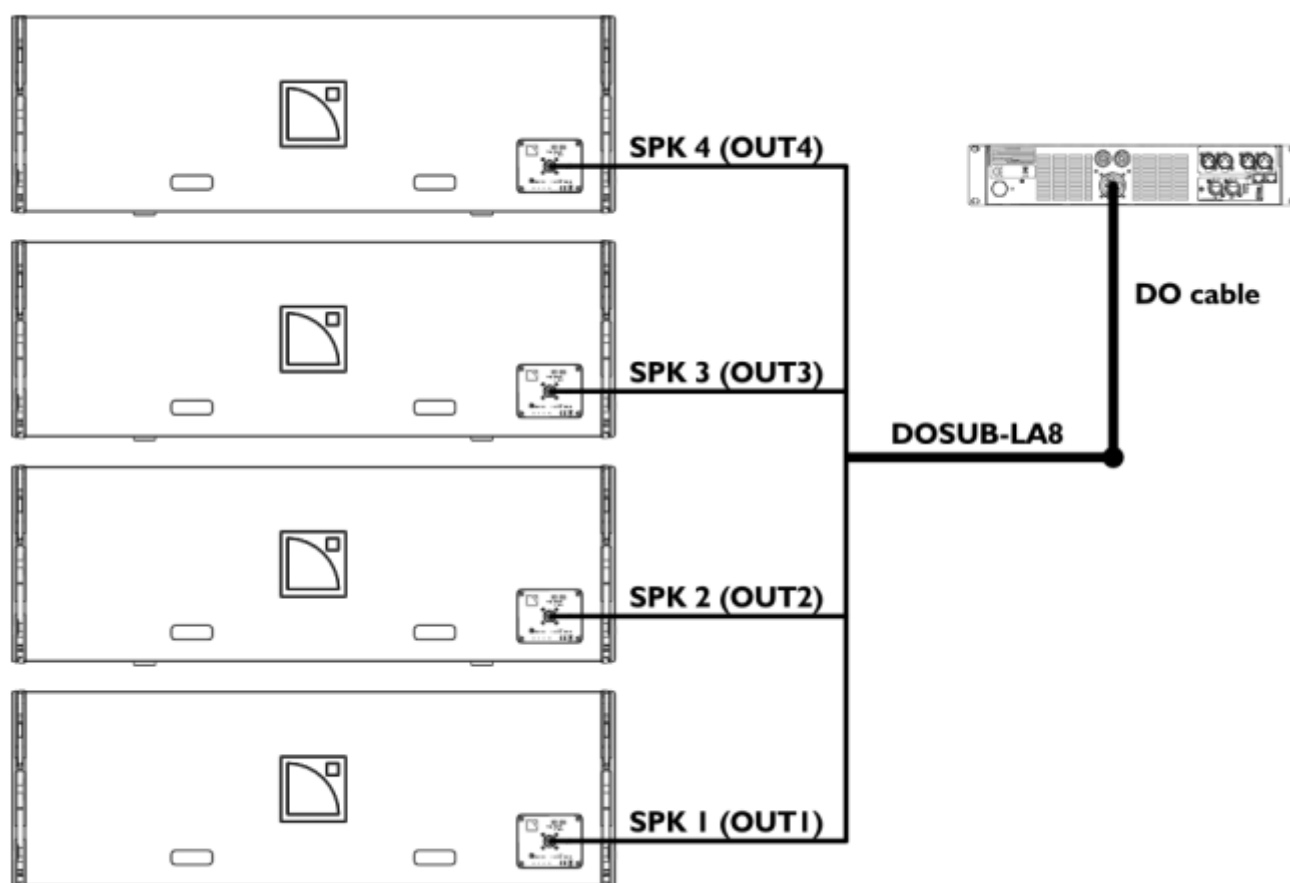 SPK 4 (OUT4)
DO cable
SPK 3 (OUT3)
DOSUB-LA8
SPK 2 (OUT2)
SPK 1 (OUT1)